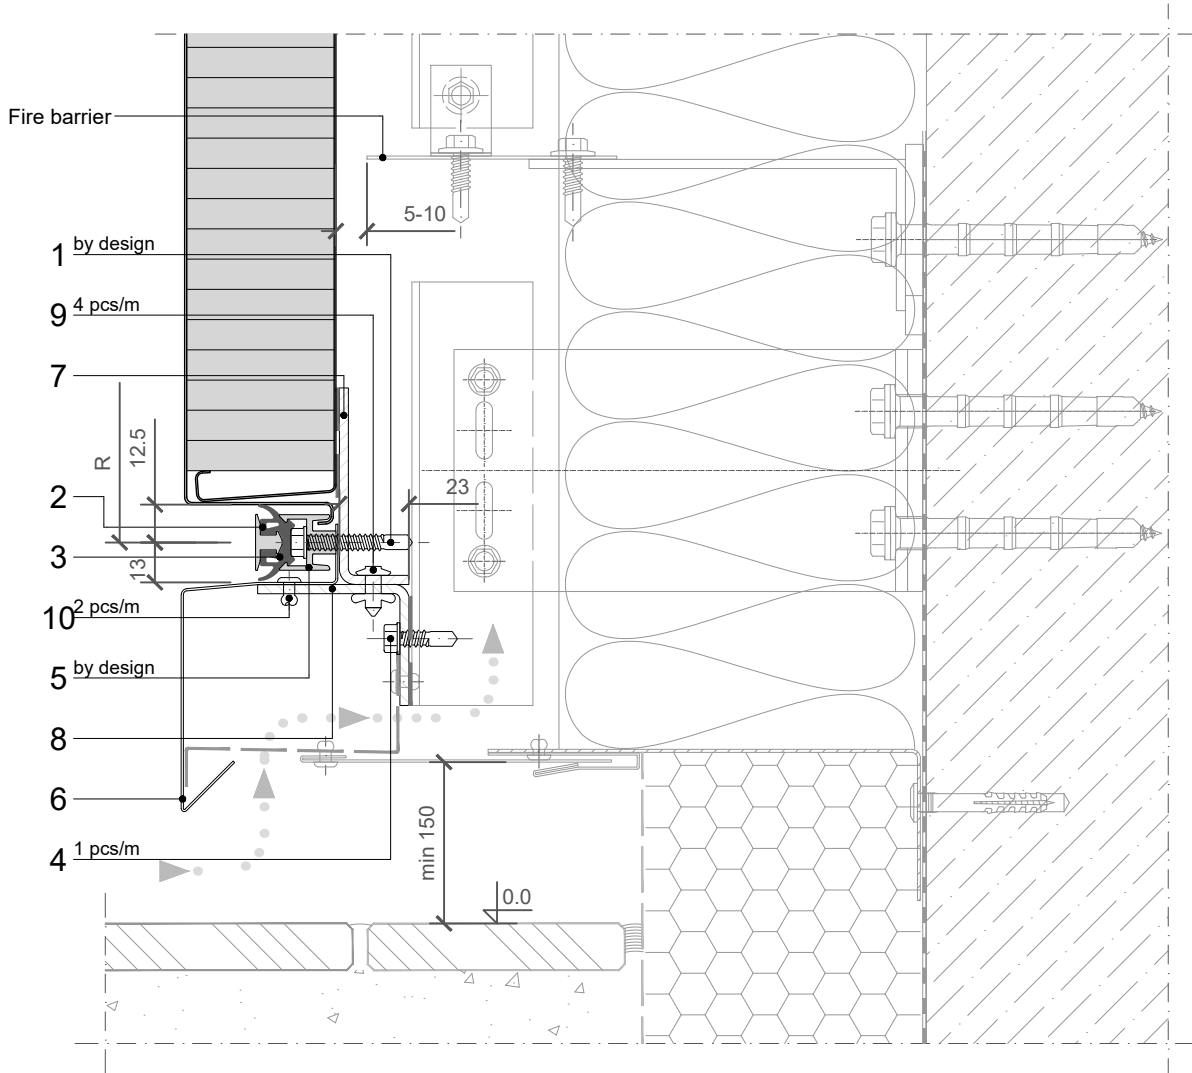 Fire barrier
5-10
1 by design
9 4 pcs/m
7
R
12.5
2
23
3
13
10 2 pcs/m
5 by design
8
6
min 150
4 1 pcs/m
0.0